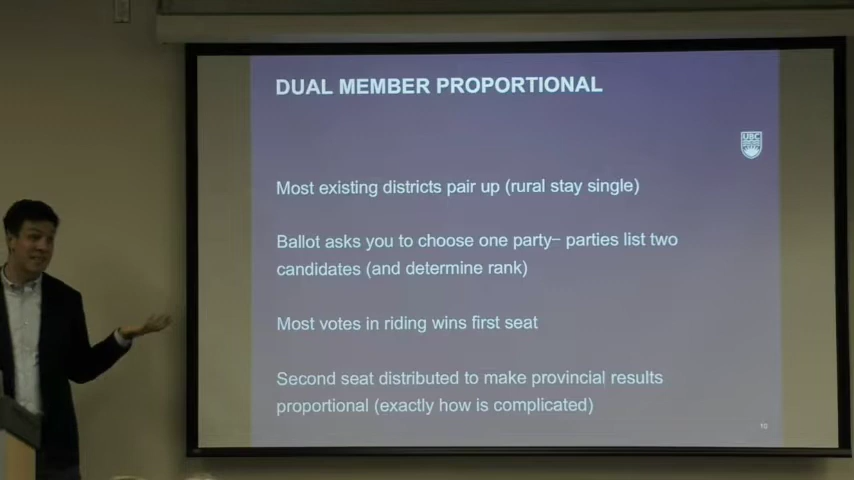 DUAL MEMBER PROPORTIONAL
UBC
Most existing districts pair up (rural stay single)
Ballot asks you to choose one party– parties list two
candidates (and determine rank)
Most votes in riding wins first seat
Second seat distributed to make provincial results
proportional (exactly how is complicated)
10